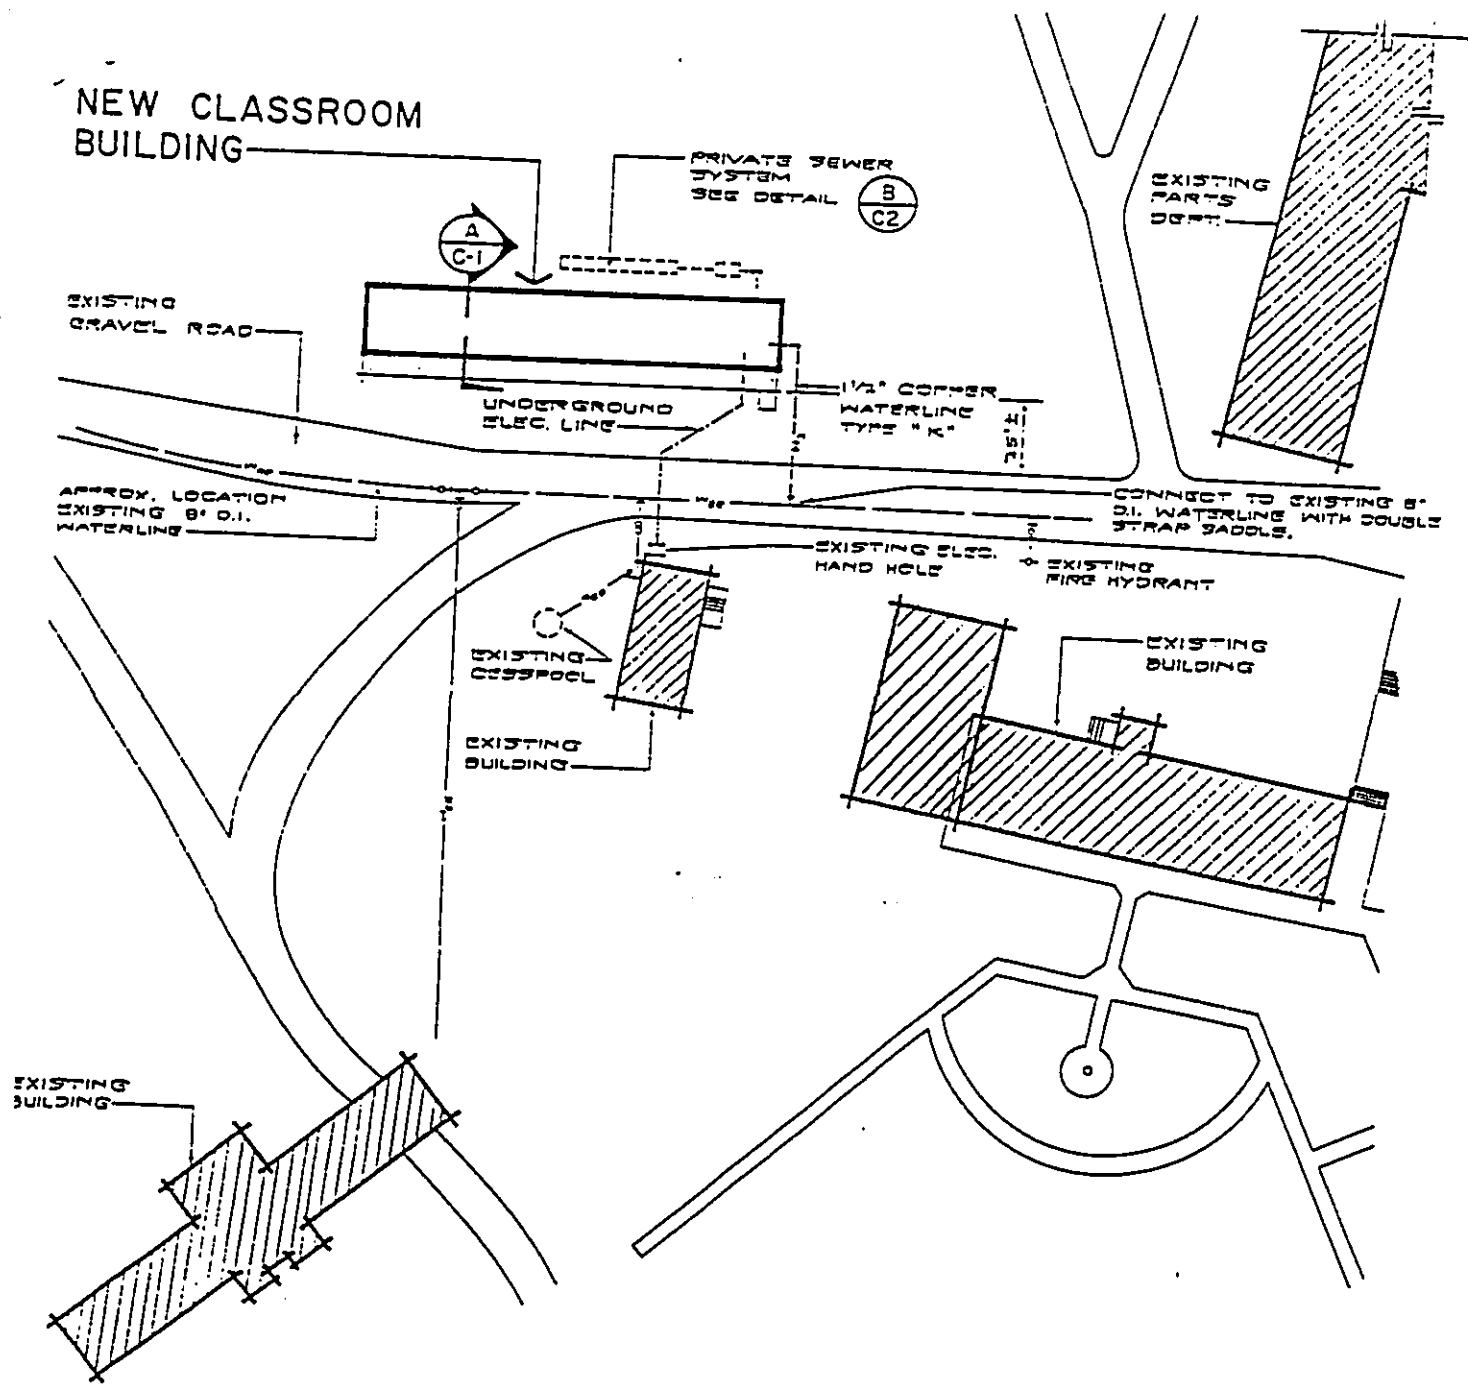 NEW CLASSROOM
BUILDING
PRIVATE SEWER
SYSTEM
SEE DETAIL
B
C2
A
C-1
EXISTING
PARTS
DEPT.
EXISTING
GRAVEL ROAD
UNDERGROUND
ELEC. LINE
1½" COPPER
WATERLINE
TYPE "K"
APPROX. LOCATION
EXISTING 8" D.I.
WATERLINE
CONNECT TO EXISTING 8"
D.I. WATERLINE WITH DOUBLE
STRAP SADDLE.
EXISTING ELEC.
HAND HOLE
EXISTING
FIRE HYDRANT
EXISTING
CESSPOOL
EXISTING
BUILDING
EXISTING
BUILDING
EXISTING
BUILDING